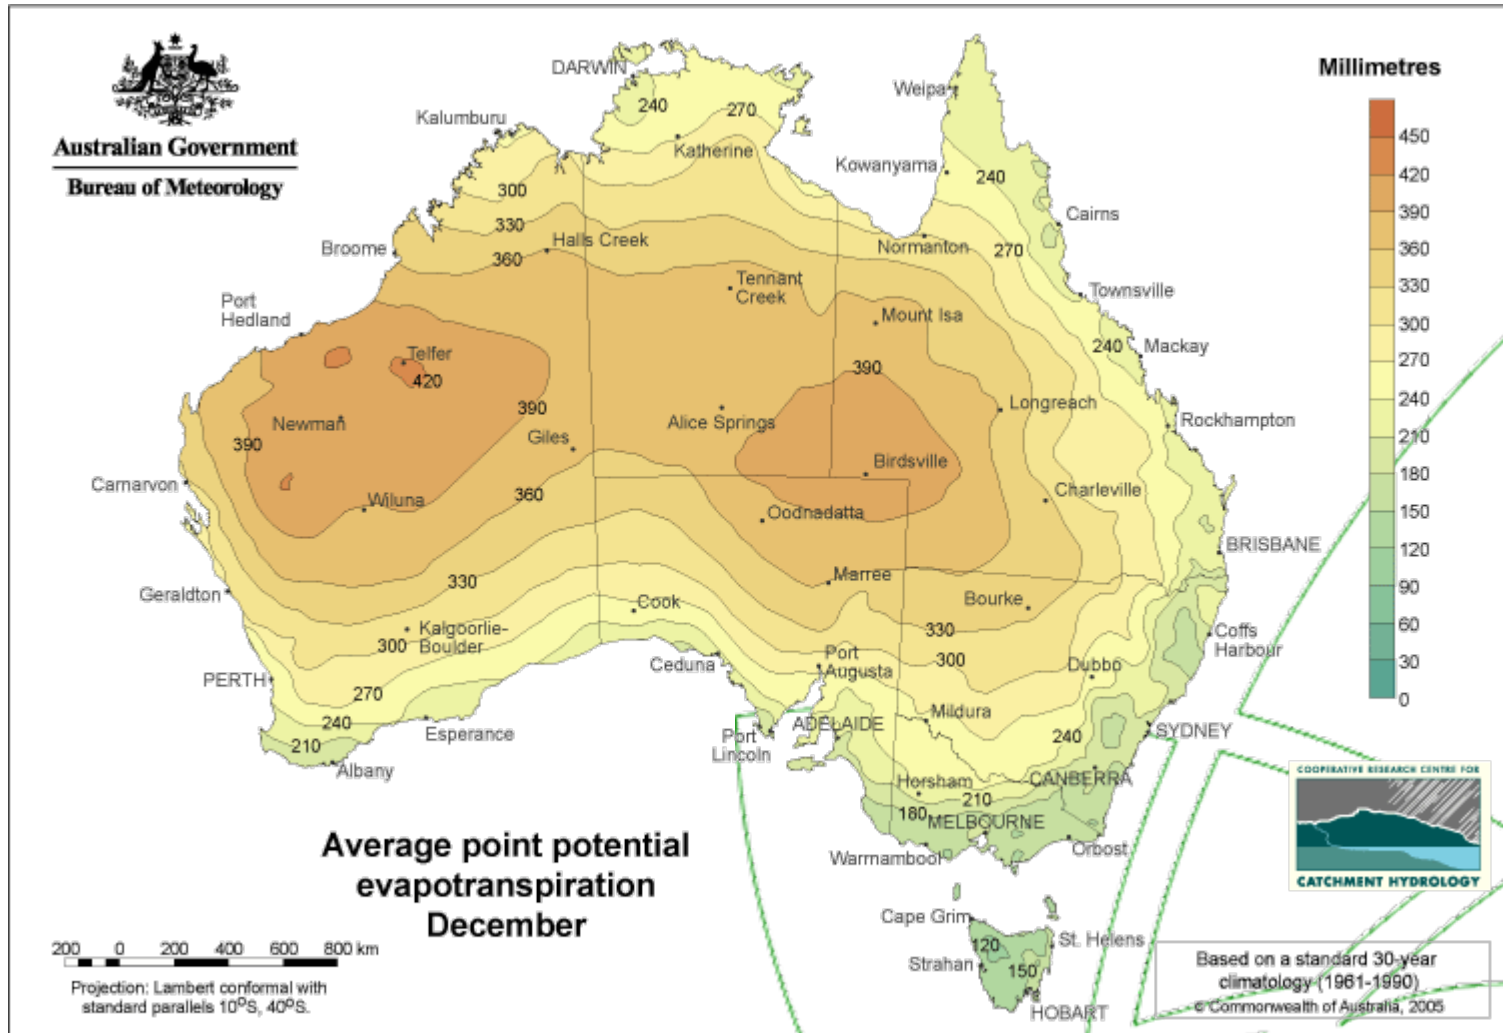 Australian Government
Bureau of Meteorology
Millimetres
450
420
390
360
330
300
270
240
210
180
150
120
90
60
30
0
DARWIN
240
270
Weipa
Kalumburu
Katherine
Kowanyama
300
240
Cairns
330
Halls Creek
Normanton
270
Broome
360
Tennant
Creek
Townsville
Port
Hedland
Mount Isa
Telfer
420
390
240
Mackay
390
Newman
Alice Springs
Longreach
Rockhampton
390
Giles
Birdsville
Carnarvon
360
Charleville
Wiluna
Oodnadatta
BRISBANE
330
Marree
Geraldton
Cook
Bourke
Kalgoorlie-
Boulder
300
330
Coffs
Harbour
300
Port
Augusta
Dubbo
Ceduna
PERTH
270
240
Mildura
ADELAIDE
SYDNEY
Esperance
Port
Lincoln
240
210
Albany
CANBERRA
Horsham
210
180
MELBOURNE
Warrnambool
Orbost
COOPERATIVE RESEARCH CENTRE FOR
CATCHMENT HYDROLOGY
Average point potential
evapotranspiration
December
Cape Grim
120
St. Helens
Strahan
150
HOBART
200 0 200 400 600 800 km
Projection: Lambert conformal with
standard parallels 10ºS, 40ºS.
Based on a standard 30-year
climatology (1961-1990)
© Commonwealth of Australia, 2005